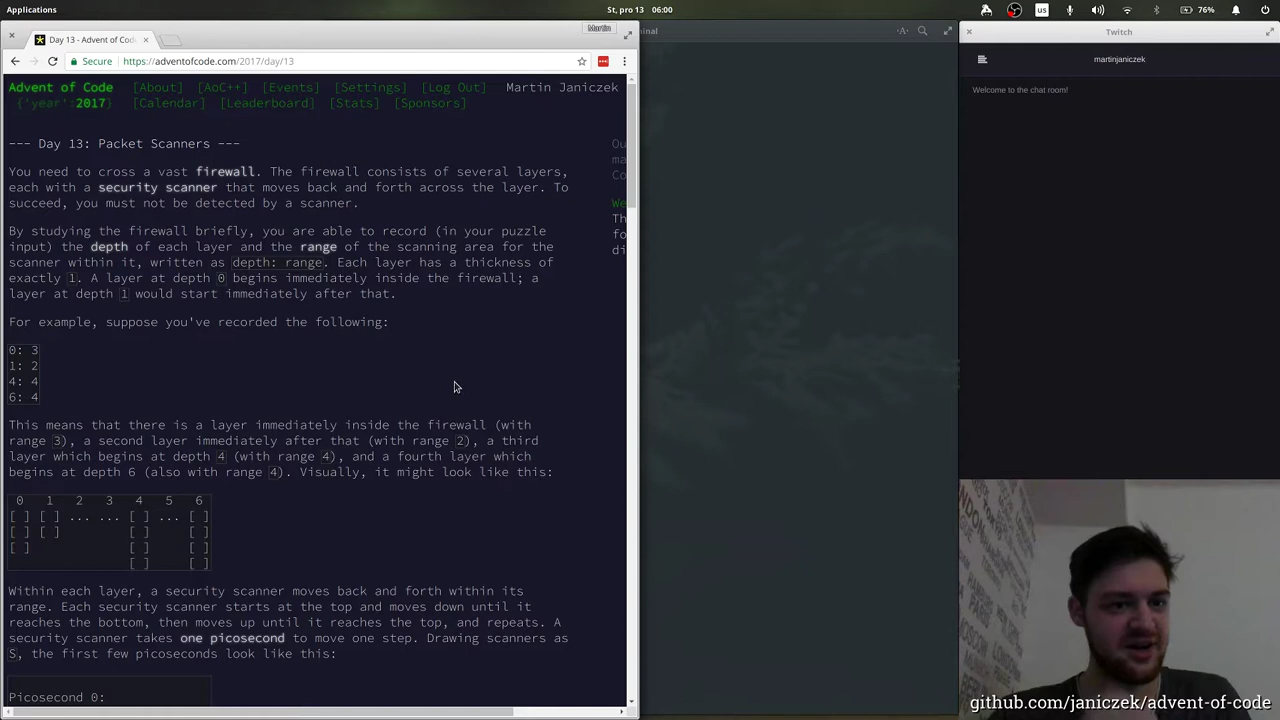 Applications
St, pro 13 06:00
us
76%
Martin
Day 13 - Advent of Code
Secure
https://adventofcode.com/2017/day/13
minal
-A-
Twitch
martinjaniczek
Welcome to the chat room!
Advent of Code [About] [AoC++] [Events] [Settings] [Log Out] Martin Janiczek
{'year':2017} [Calendar] [Leaderboard] [Stats] [Sponsors]
--- Day 13: Packet Scanners ---
You need to cross a vast firewall. The firewall consists of several layers,
each with a security scanner that moves back and forth across the layer. To
succeed, you must not be detected by a scanner.
By studying the firewall briefly, you are able to record (in your puzzle
input) the depth of each layer and the range of the scanning area for the
scanner within it, written as depth: range. Each layer has a thickness of
exactly 1. A layer at depth 0 begins immediately inside the firewall; a
layer at depth 1 would start immediately after that.
For example, suppose you've recorded the following:
0: 3
1: 2
4: 4
6: 4
This means that there is a layer immediately inside the firewall (with
range 3), a second layer immediately after that (with range 2), a third
layer which begins at depth 4 (with range 4), and a fourth layer which
begins at depth 6 (also with range 4). Visually, it might look like this:
0 1 2 3 4 5 6
[ ] [ ] ... ... [ ] ... [ ]
[ ] [ ] [ ] [ ]
[ ] [ ] [ ]
[ ] [ ]
Within each layer, a security scanner moves back and forth within its
range. Each security scanner starts at the top and moves down until it
reaches the bottom, then moves up until it reaches the top, and repeats. A
security scanner takes one picosecond to move one step. Drawing scanners as
S, the first few picoseconds look like this:
Picosecond 0:
Ou
ma
Co
We
Th
fo
di
github.com/janiczek/advent-of-code